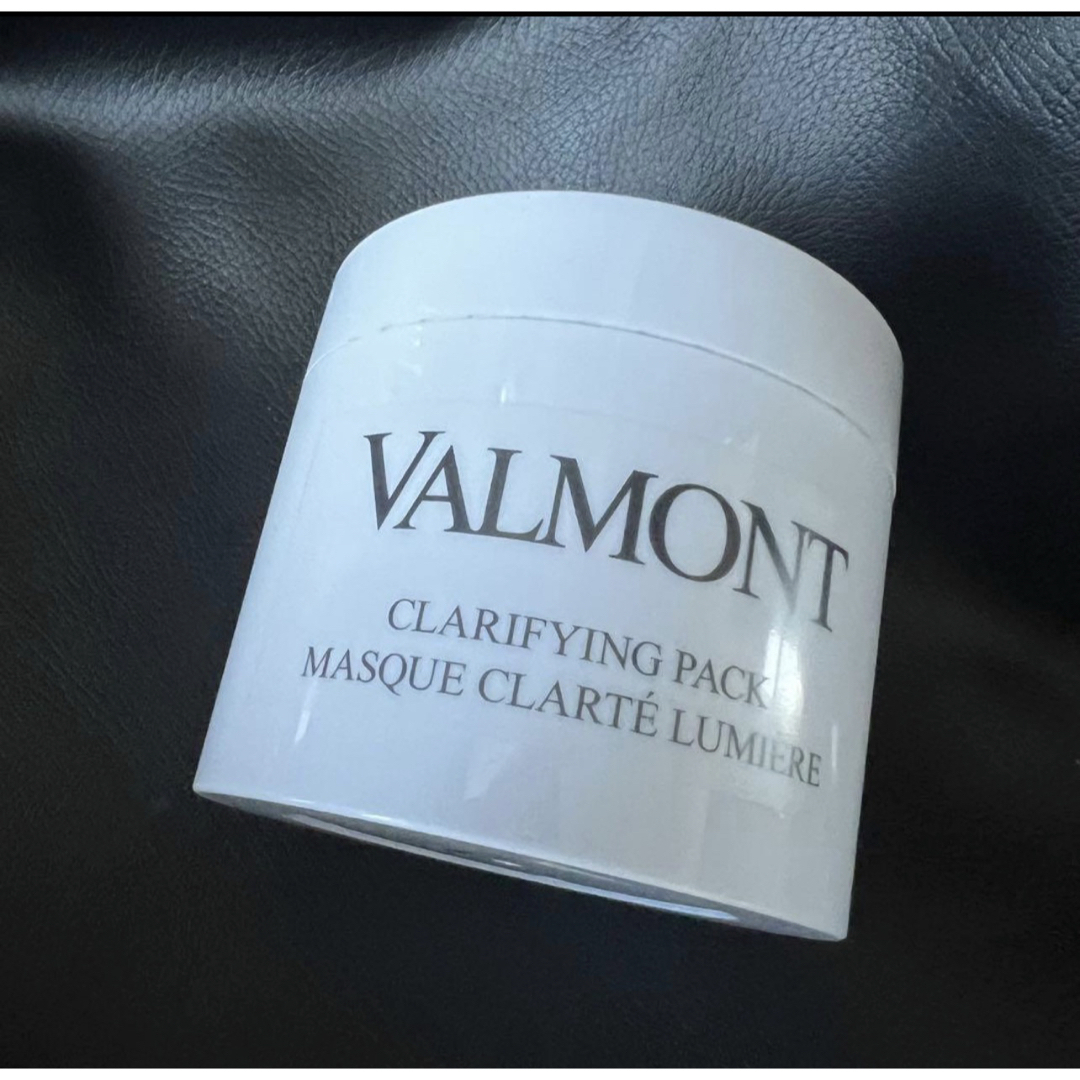 VALMONT
CLARIFYING PACK
MASQUE CLARTÉ LUMIÈRE